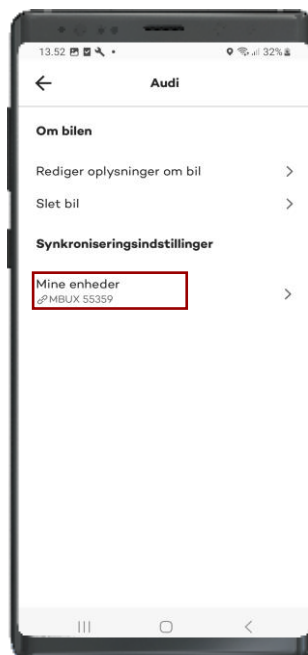 13.52
32%
Audi
Om bilen
Rediger oplysninger om bil
Slet bil
Synkroniseringsindstillinger
Mine enheder
MBUX 55359